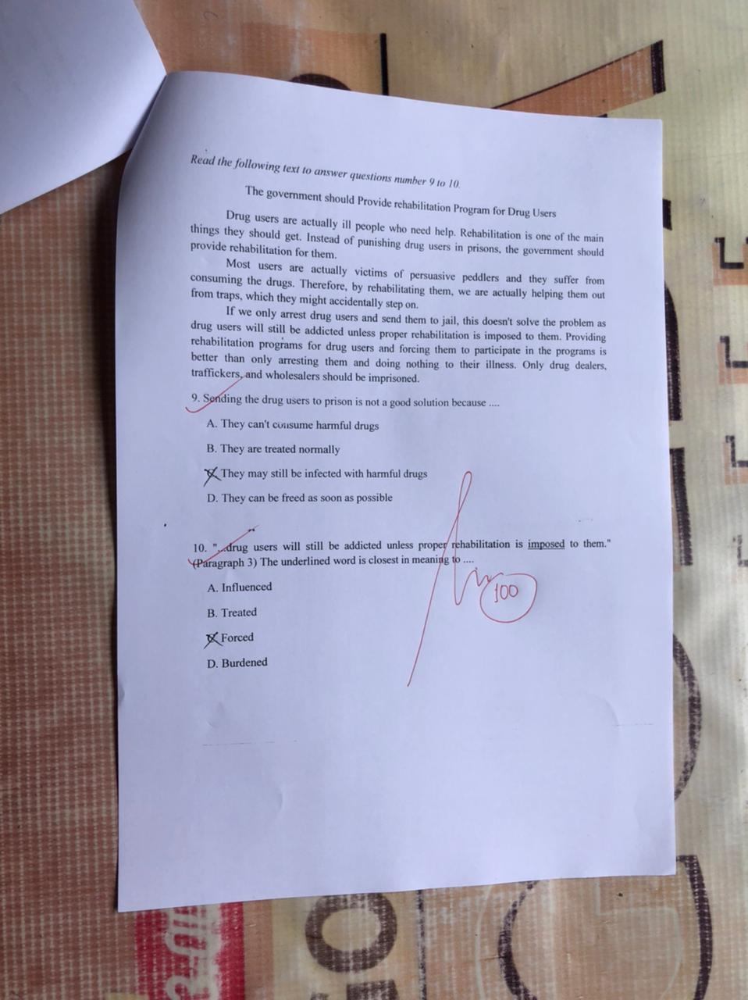 Read the following text to answer questions number 9 to 10.
The government should Provide rehabilitation Program for Drug Users
Drug users are actually ill people who need help. Rehabilitation is one of the main
things they should get. Instead of punishing drug users in prisons, the government should
provide rehabilitation for them.
Most users are actually victims of persuasive peddlers and they suffer from
consuming the drugs. Therefore, by rehabilitating them, we are actually helping them out
from traps, which they might accidentally step on.
If we only arrest drug users and send them to jail, this doesn't solve the problem as
drug users will still be addicted unless proper rehabilitation is imposed to them. Providing
rehabilitation programs for drug users and forcing them to participate in the programs is
better than only arresting them and doing nothing to their illness. Only drug dealers,
traffickers, and wholesalers should be imprisoned.
9. Sending the drug users to prison is not a good solution because ....
A. They can't consume harmful drugs
B. They are treated normally
C. They may still be infected with harmful drugs
D. They can be freed as soon as possible
10. "...drug users will still be addicted unless proper rehabilitation is imposed to them."
(Paragraph 3) The underlined word is closest in meaning to ....
A. Influenced
B. Treated
C. Forced
D. Burdened
100